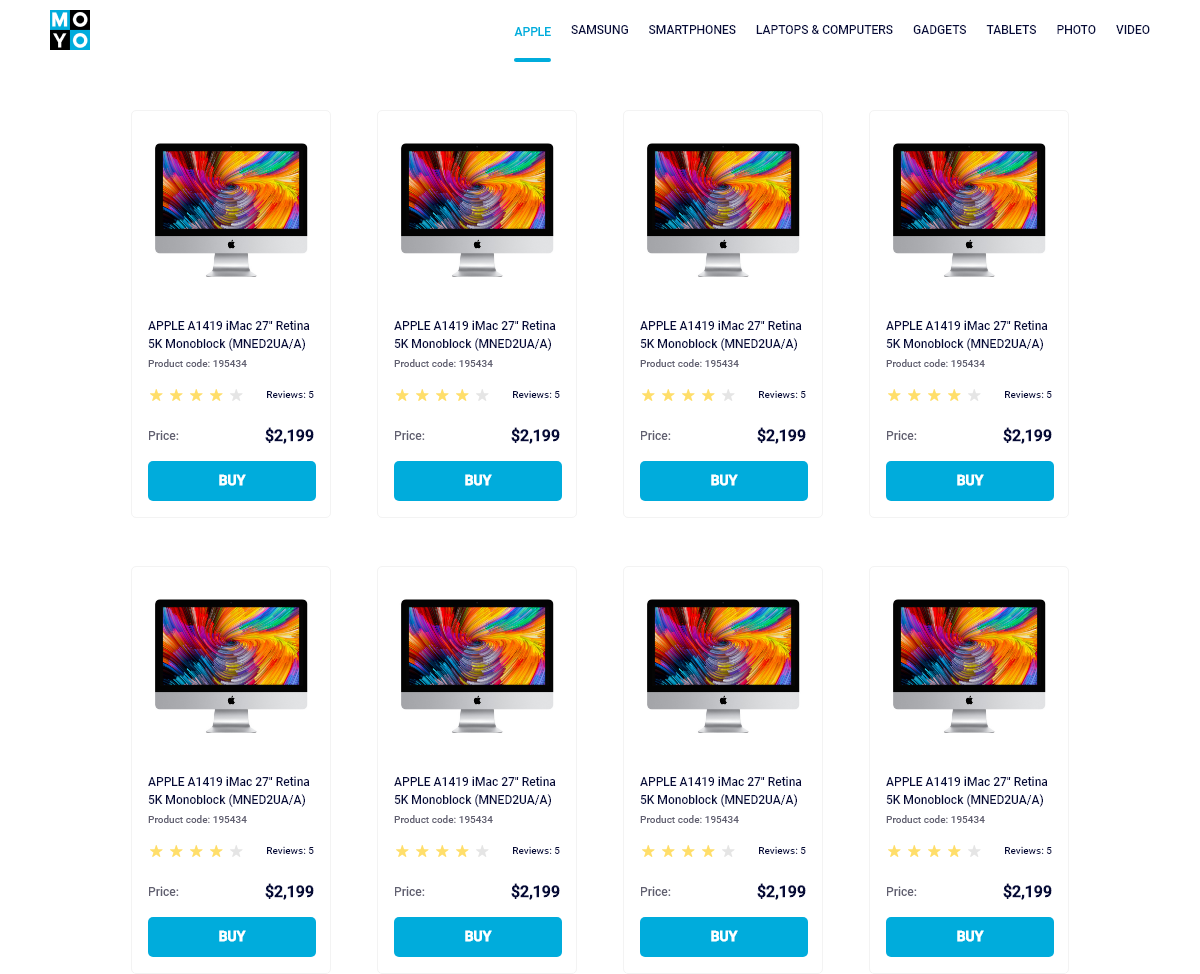 MO
YO
APPLE SAMSUNG SMARTPHONES LAPTOPS & COMPUTERS GADGETS TABLETS PHOTO VIDEO
APPLE A1419 iMac 27" Retina
5K Monoblock (MNED2UA/A)
Product code: 195434
Reviews: 5
Price: $2,199
BUY
APPLE A1419 iMac 27" Retina
5K Monoblock (MNED2UA/A)
Product code: 195434
Reviews: 5
Price: $2,199
BUY
APPLE A1419 iMac 27" Retina
5K Monoblock (MNED2UA/A)
Product code: 195434
Reviews: 5
Price: $2,199
BUY
APPLE A1419 iMac 27" Retina
5K Monoblock (MNED2UA/A)
Product code: 195434
Reviews: 5
Price: $2,199
BUY
APPLE A1419 iMac 27" Retina
5K Monoblock (MNED2UA/A)
Product code: 195434
Reviews: 5
Price: $2,199
BUY
APPLE A1419 iMac 27" Retina
5K Monoblock (MNED2UA/A)
Product code: 195434
Reviews: 5
Price: $2,199
BUY
APPLE A1419 iMac 27" Retina
5K Monoblock (MNED2UA/A)
Product code: 195434
Reviews: 5
Price: $2,199
BUY
APPLE A1419 iMac 27" Retina
5K Monoblock (MNED2UA/A)
Product code: 195434
Reviews: 5
Price: $2,199
BUY